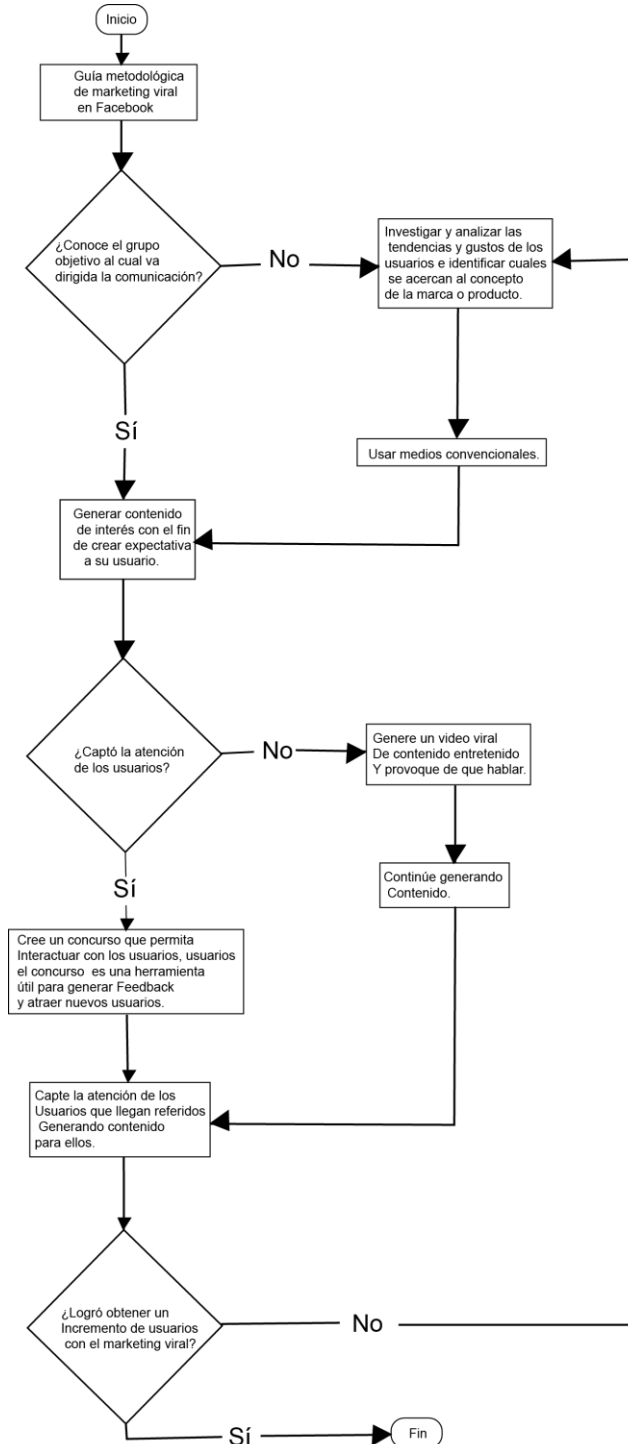 Inicio
Guía metodológica
de marketing viral
en Facebook
¿Conoce el grupo
objetivo al cual va
dirigida la comunicación?
No
Investigar y analizar las
tendencias y gustos de los
usuarios e identificar cuales
se acercan al concepto
de la marca o producto.
Sí
Usar medios convencionales.
Generar contenido
de interés con el fin
de crear expectativa
a su usuario.
¿Captó la atención
de los usuarios?
No
Genere un video viral
De contenido entretenido
Y provoque de que hablar.
Sí
Continúe generando
Contenido.
Cree un concurso que permita
Interactuar con los usuarios, usuarios
el concurso es una herramienta
útil para generar Feedback
y atraer nuevos usuarios.
Capte la atención de los
Usuarios que llegan referidos
Generando contenido
para ellos.
¿Logró obtener un
Incremento de usuarios
con el marketing viral?
No
Sí
Fin